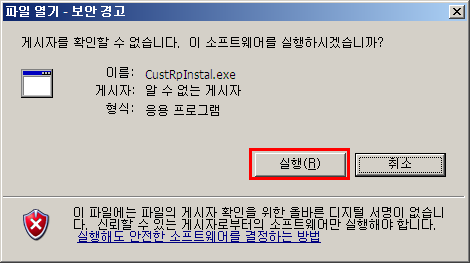 파일 열기 - 보안 경고
게시자를 확인할 수 없습니다. 이 소프트웨어를 실행하시겠습니까?
이름: CustRpInstal.exe
게시자: 알 수 없는 게시자
형식: 응용 프로그램
실행(R) 취소
이 파일에는 파일의 게시자 확인을 위한 올바른 디지털 서명이 없습니
다. 신뢰할 수 있는 게시자로부터의 소프트웨어만 실행해야 합니다.
실행해도 안전한 소프트웨어를 결정하는 방법